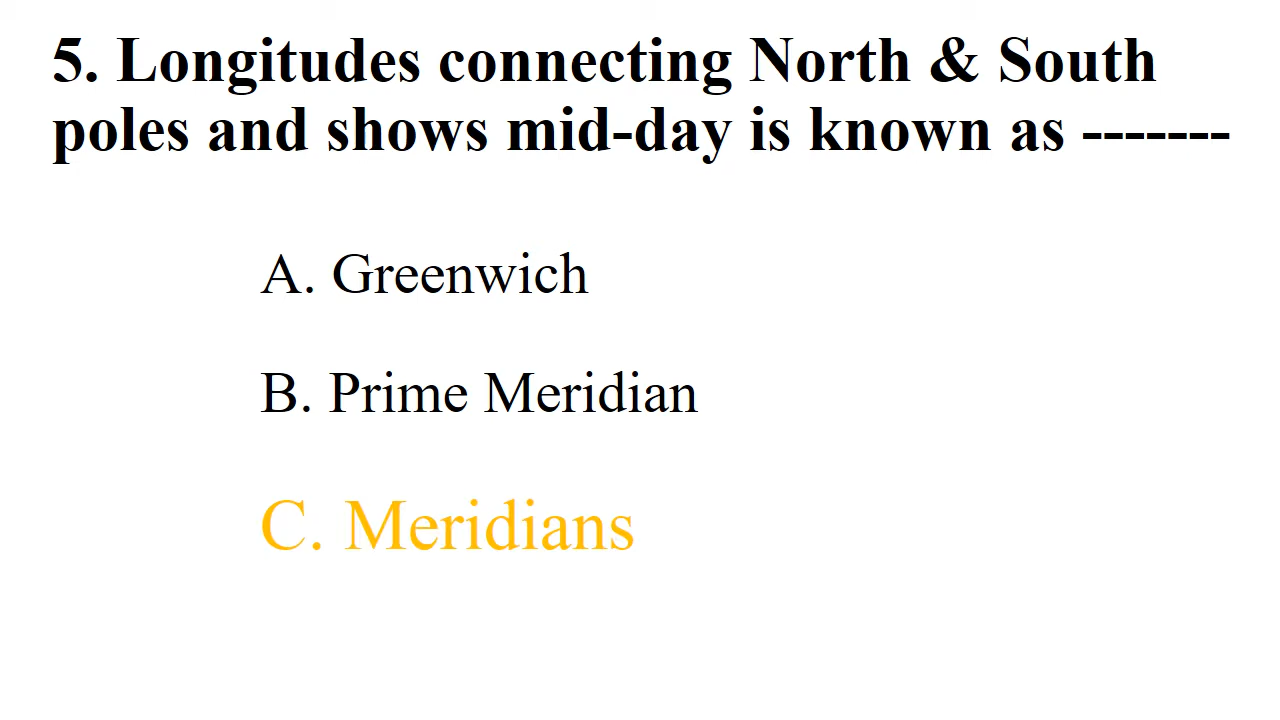 5. Longitudes connecting North & South
poles and shows mid-day is known as -------
A. Greenwich
B. Prime Meridian
C. Meridians